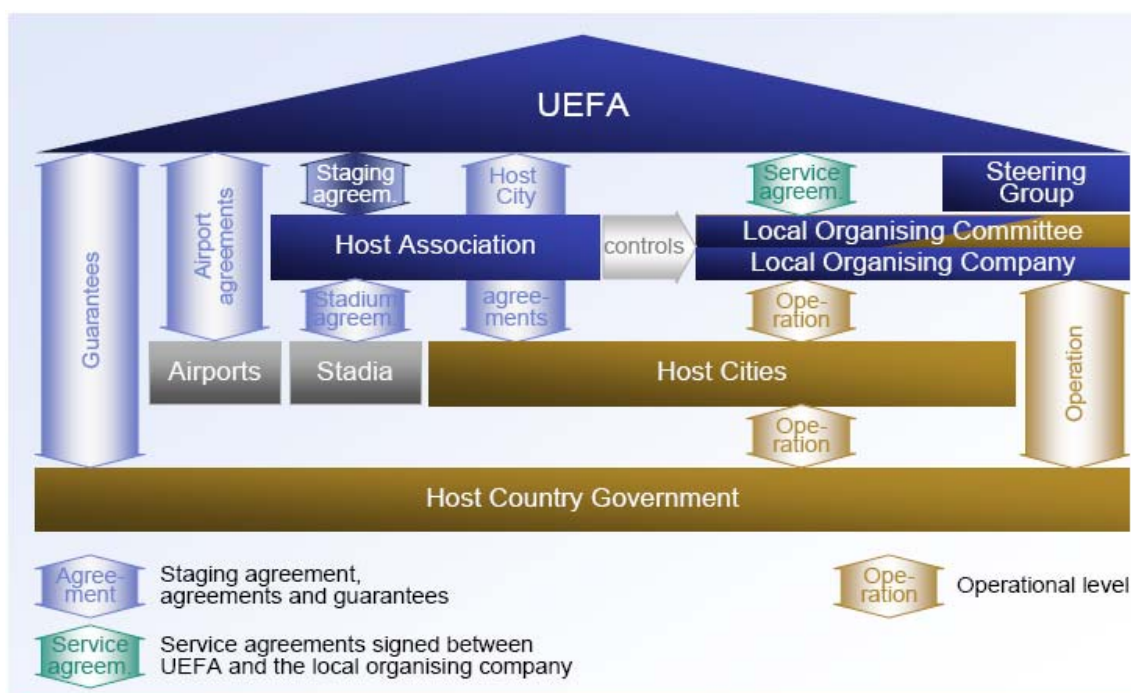 UEFA
Guarantees
Airport
agreements
Staging
agreem.
Host
City
Service
agreem.
Steering
Group
Host Association
controls
Local Organising Committee
Local Organising Company
Stadium
agreem.
agree-
ments
Ope-
ration
Operation
Airports
Stadia
Host Cities
Ope-
ration
Host Country Government
Agree-
ment
Staging agreement,
agreements and guarantees
Ope-
ration
Operational level
Service
agreem.
Service agreements signed between
UEFA and the local organising company